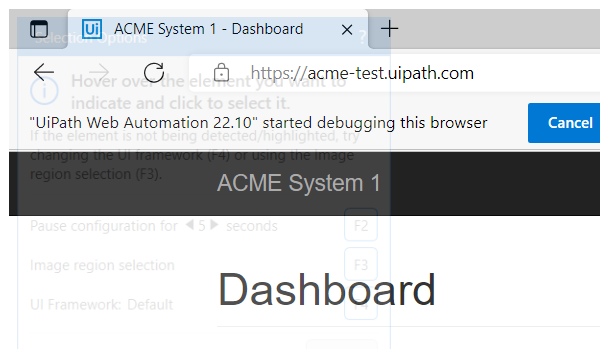 Ui ACME System 1 - Dashboard
Selection Options ?
https://acme-test.uipath.com
Hover over the element you want to
indicate and click to select it.
"UiPath Web Automation 22.10" started debugging this browser Cancel
If the element is not being detected/highlighted, try
changing the UI framework (F4) or using the Image
region selection (F3).
ACME System 1
Pause configuration for 5 seconds F2
Image region selection F3
Dashboard
UI Framework: Default F4